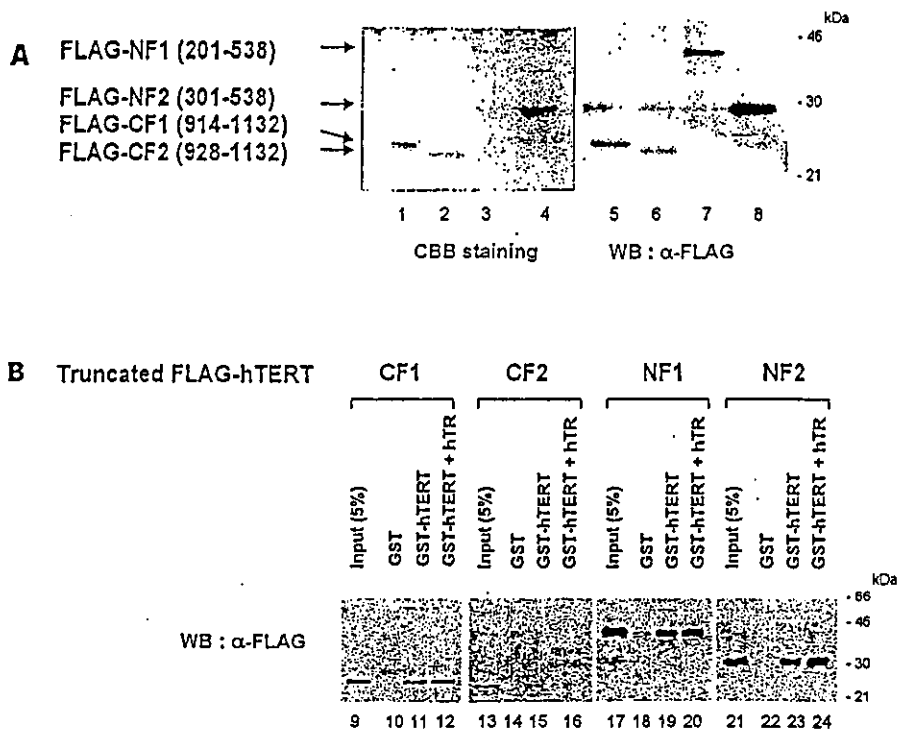 A
FLAG-NF1 (201-538)
FLAG-NF2 (301-538)
FLAG-CF1 (914-1132)
FLAG-CF2 (928-1132)
kDa
- 46
- 30
- 21
1 2 3 4 5 6 7 8
CBB staining WB : α-FLAG
B Truncated FLAG-hTERT CF1 CF2 NF1 NF2
Input (5%) GST GST-hTERT GST-hTERT + hTR Input (5%) GST GST-hTERT GST-hTERT + hTR Input (5%) GST GST-hTERT GST-hTERT + hTR Input (5%) GST GST-hTERT GST-hTERT + hTR
kDa
- 66
- 46
WB : α-FLAG
- 30
- 21
9 10 11 12 13 14 15 16 17 18 19 20 21 22 23 24